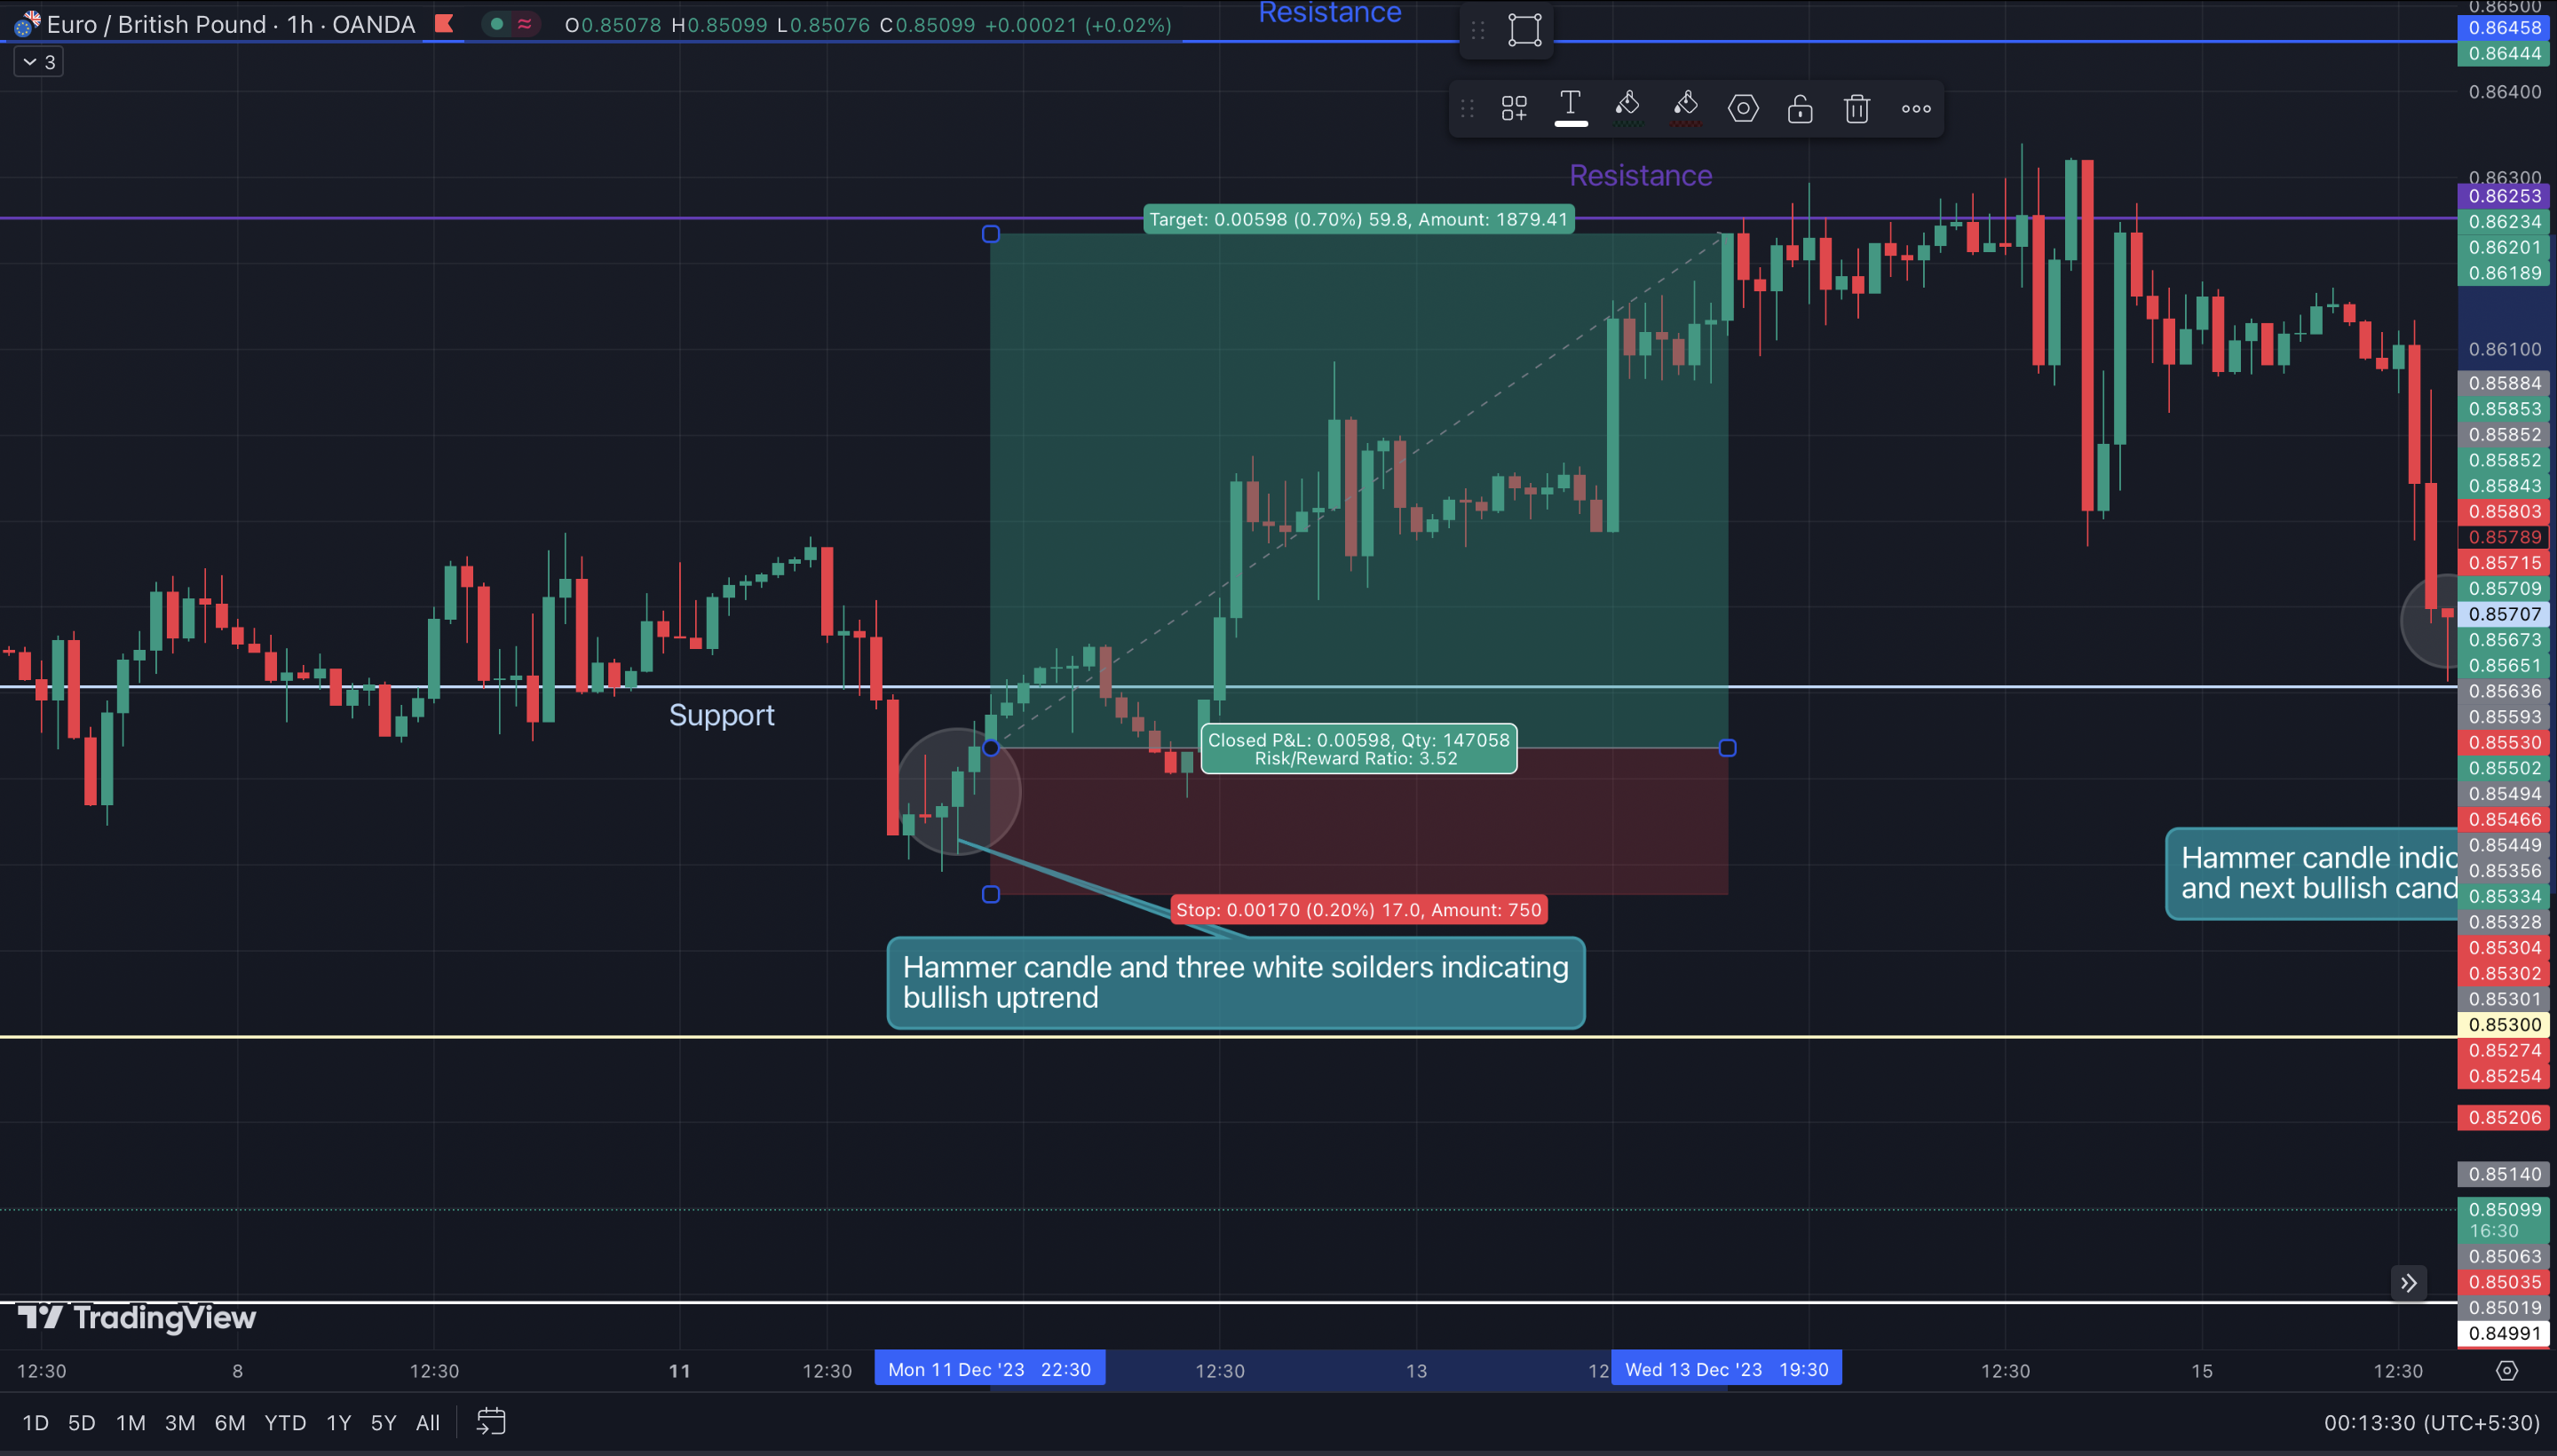 Euro / British Pound · 1h · OANDA
O0.85078 H0.85099 L0.85076 C0.85099 +0.00021 (+0.02%)
3
Resistance
Resistance
Target: 0.00598 (0.70%) 59.8, Amount: 1879.41
Support
Closed P&L: 0.00598, Qty: 147058
Risk/Reward Ratio: 3.52
Stop: 0.00170 (0.20%) 17.0, Amount: 750
Hammer candle and three white soilders indicating
bullish uptrend
Hammer candle indic
and next bullish cand
0.86500
0.86458
0.86444
0.86400
0.86300
0.86253
0.86234
0.86201
0.86189
0.86100
0.85884
0.85853
0.85852
0.85852
0.85843
0.85803
0.85789
0.85715
0.85709
0.85707
0.85673
0.85651
0.85636
0.85593
0.85530
0.85502
0.85494
0.85466
0.85449
0.85356
0.85334
0.85328
0.85304
0.85302
0.85301
0.85300
0.85274
0.85254
0.85206
0.85140
0.85099
16:30
0.85063
0.85035
0.85019
0.84991
TradingView
12:30 8 12:30 11 12:30 Mon 11 Dec '23 22:30 12:30 13 12 Wed 13 Dec '23 19:30 12:30 15 12:30
1D 5D 1M 3M 6M YTD 1Y 5Y All
00:13:30 (UTC+5:30)